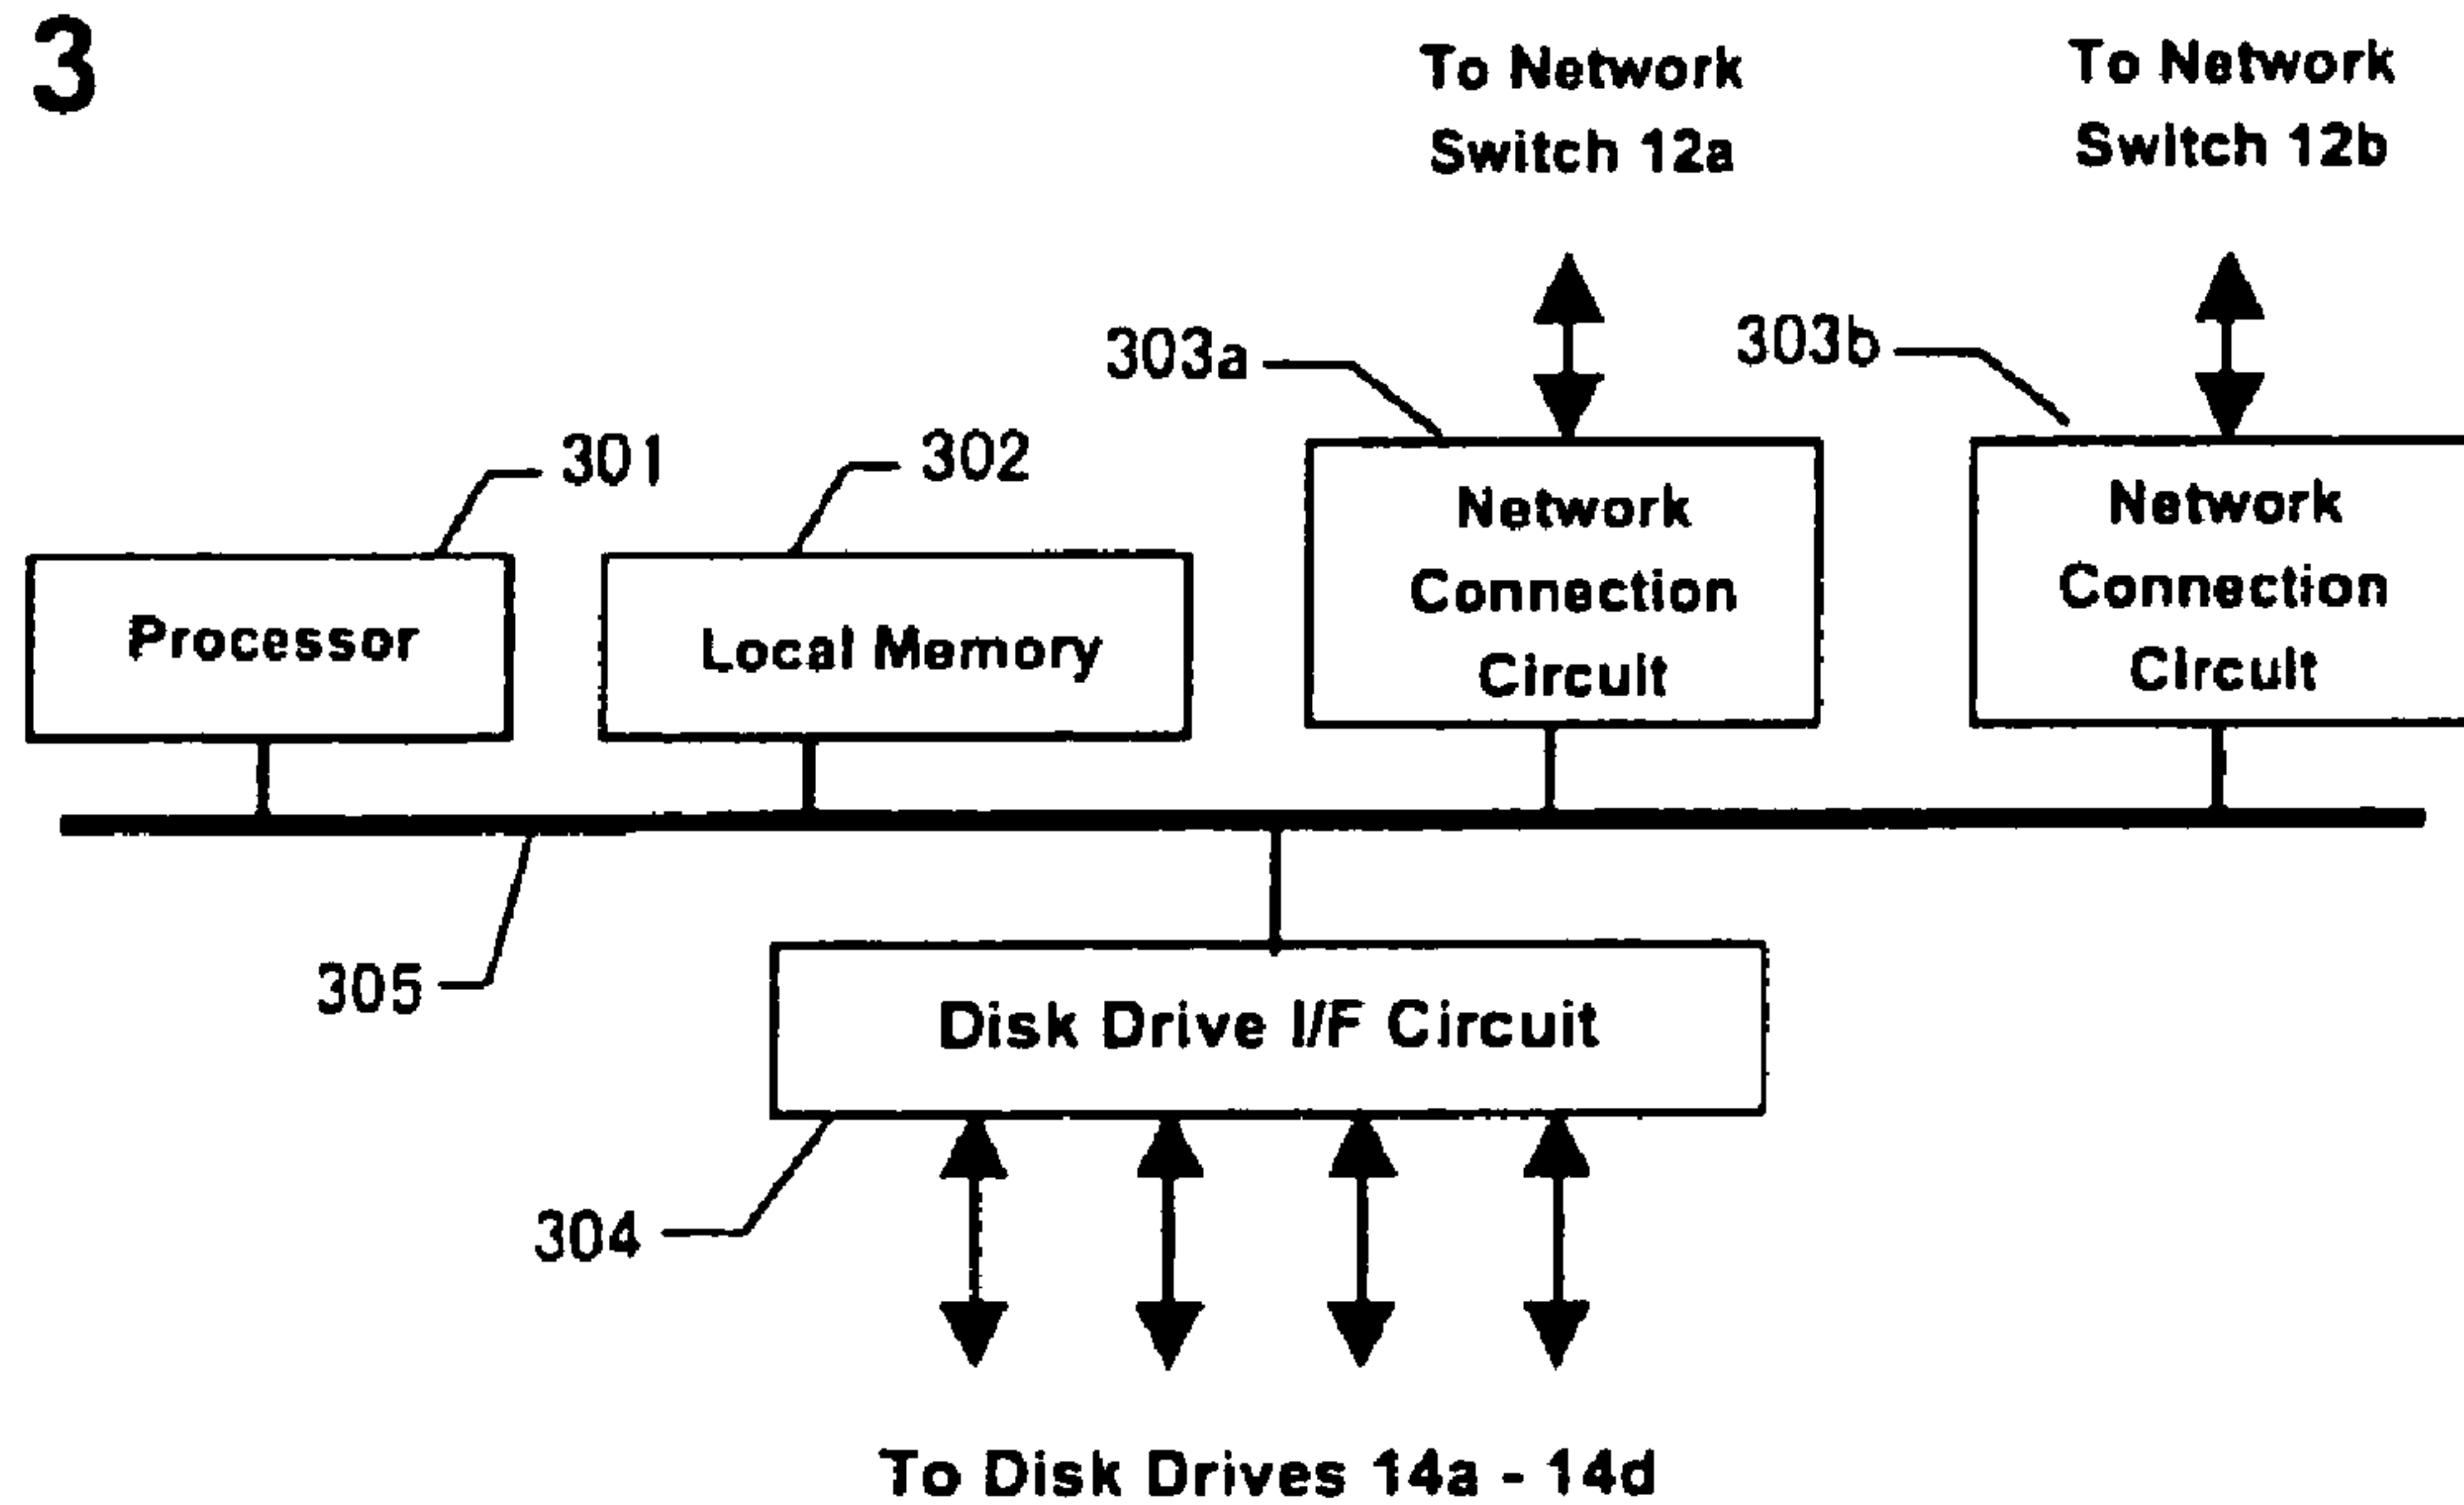 3
To Network
Switch 12a
To Network
Switch 12b
303a
303b
301
302
Processor
Local Memory
Network
Connection
Circuit
Network
Connection
Circuit
305
Disk Drive I/F Circuit
304
To Disk Drives 14a - 14d